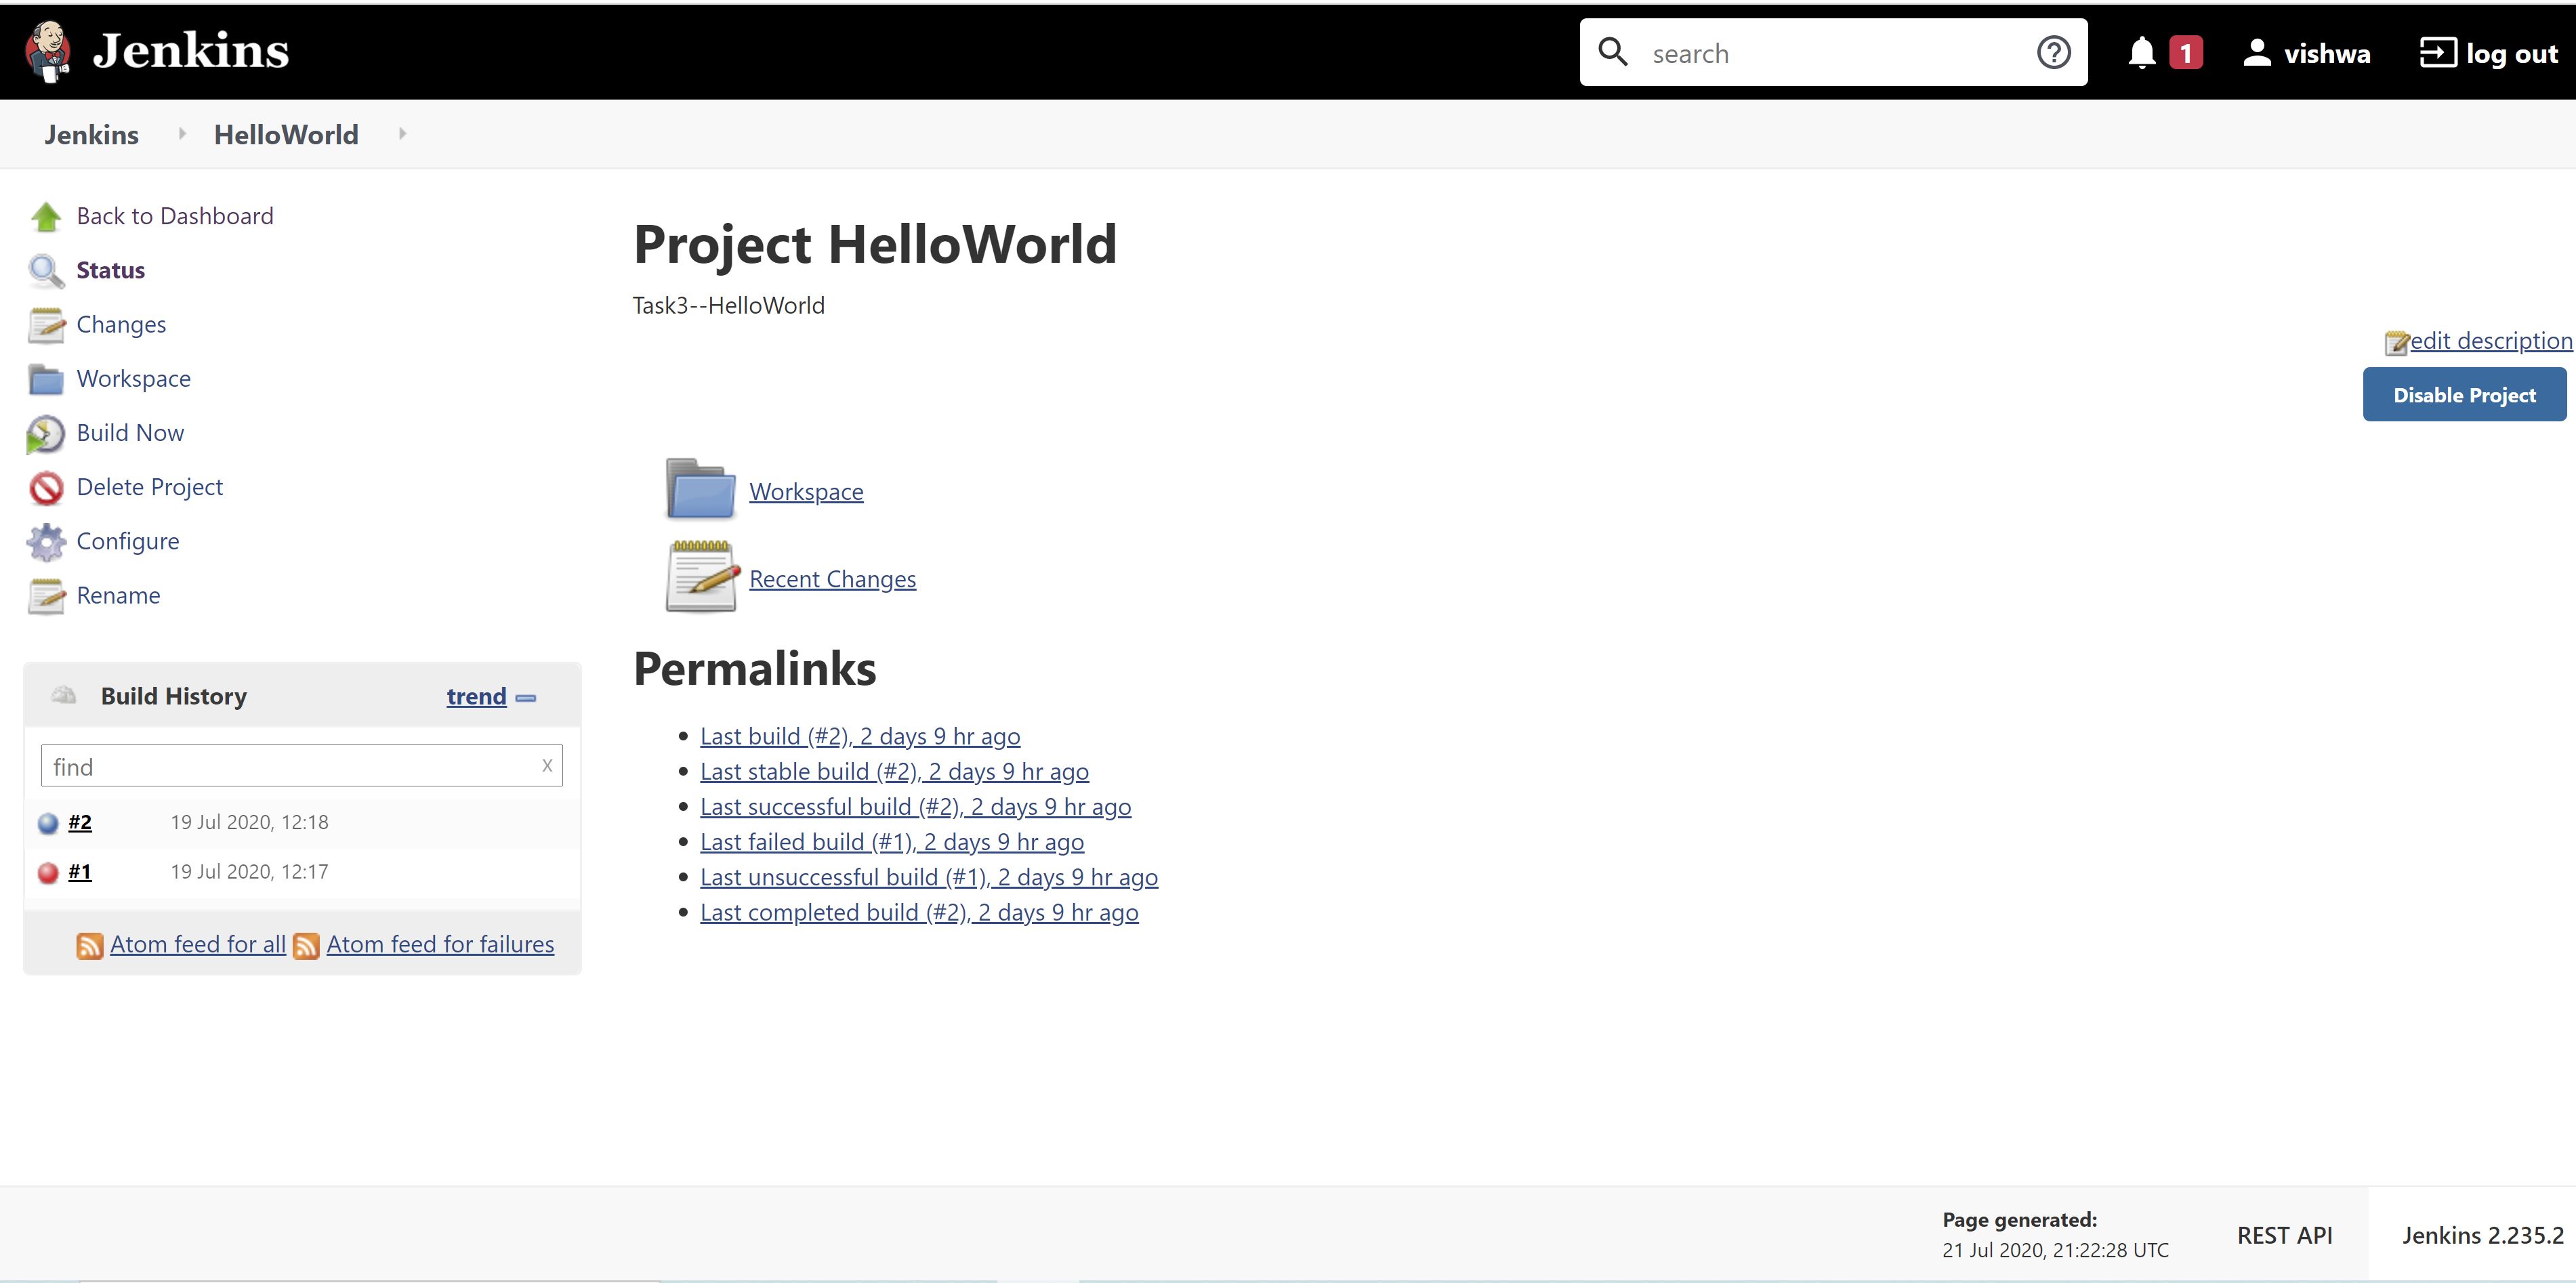 Jenkins
search
1
vishwa
log out
Jenkins
HelloWorld
Back to Dashboard
Status
Changes
Workspace
Build Now
Delete Project
Configure
Rename
Build History
trend
find
X
#2 19 Jul 2020, 12:18
#1 19 Jul 2020, 12:17
Atom feed for all Atom feed for failures
Project HelloWorld
Task3--HelloWorld
edit description
Disable Project
Workspace
Recent Changes
Permalinks
Last build (#2), 2 days 9 hr ago
Last stable build (#2), 2 days 9 hr ago
Last successful build (#2), 2 days 9 hr ago
Last failed build (#1), 2 days 9 hr ago
Last unsuccessful build (#1), 2 days 9 hr ago
Last completed build (#2), 2 days 9 hr ago
Page generated:
21 Jul 2020, 21:22:28 UTC
REST API
Jenkins 2.235.2